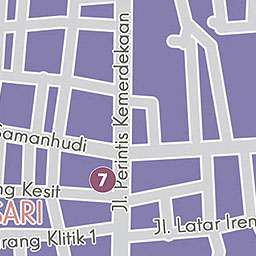 Jl. Perintis Kemerdekaan
Samanhudi
7
ng Kesit
SARI
Jl. Latar Iren
rang Klitik 1